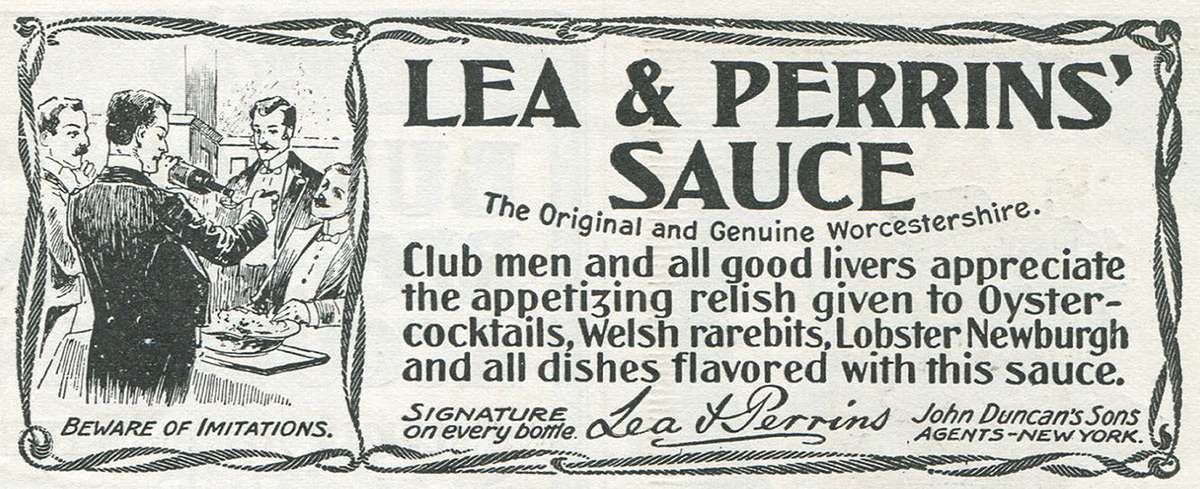 LEA & PERRINS'
SAUCE
The Original and Genuine Worcestershire.
Club men and all good livers appreciate
the appetizing relish given to Oyster-
cocktails, Welsh rarebits, Lobster Newburgh
and all dishes flavored with this sauce.
BEWARE OF IMITATIONS.
SIGNATURE
on every bottle.
Lea & Perrins
John Duncan's Sons
AGENTS-NEW YORK.